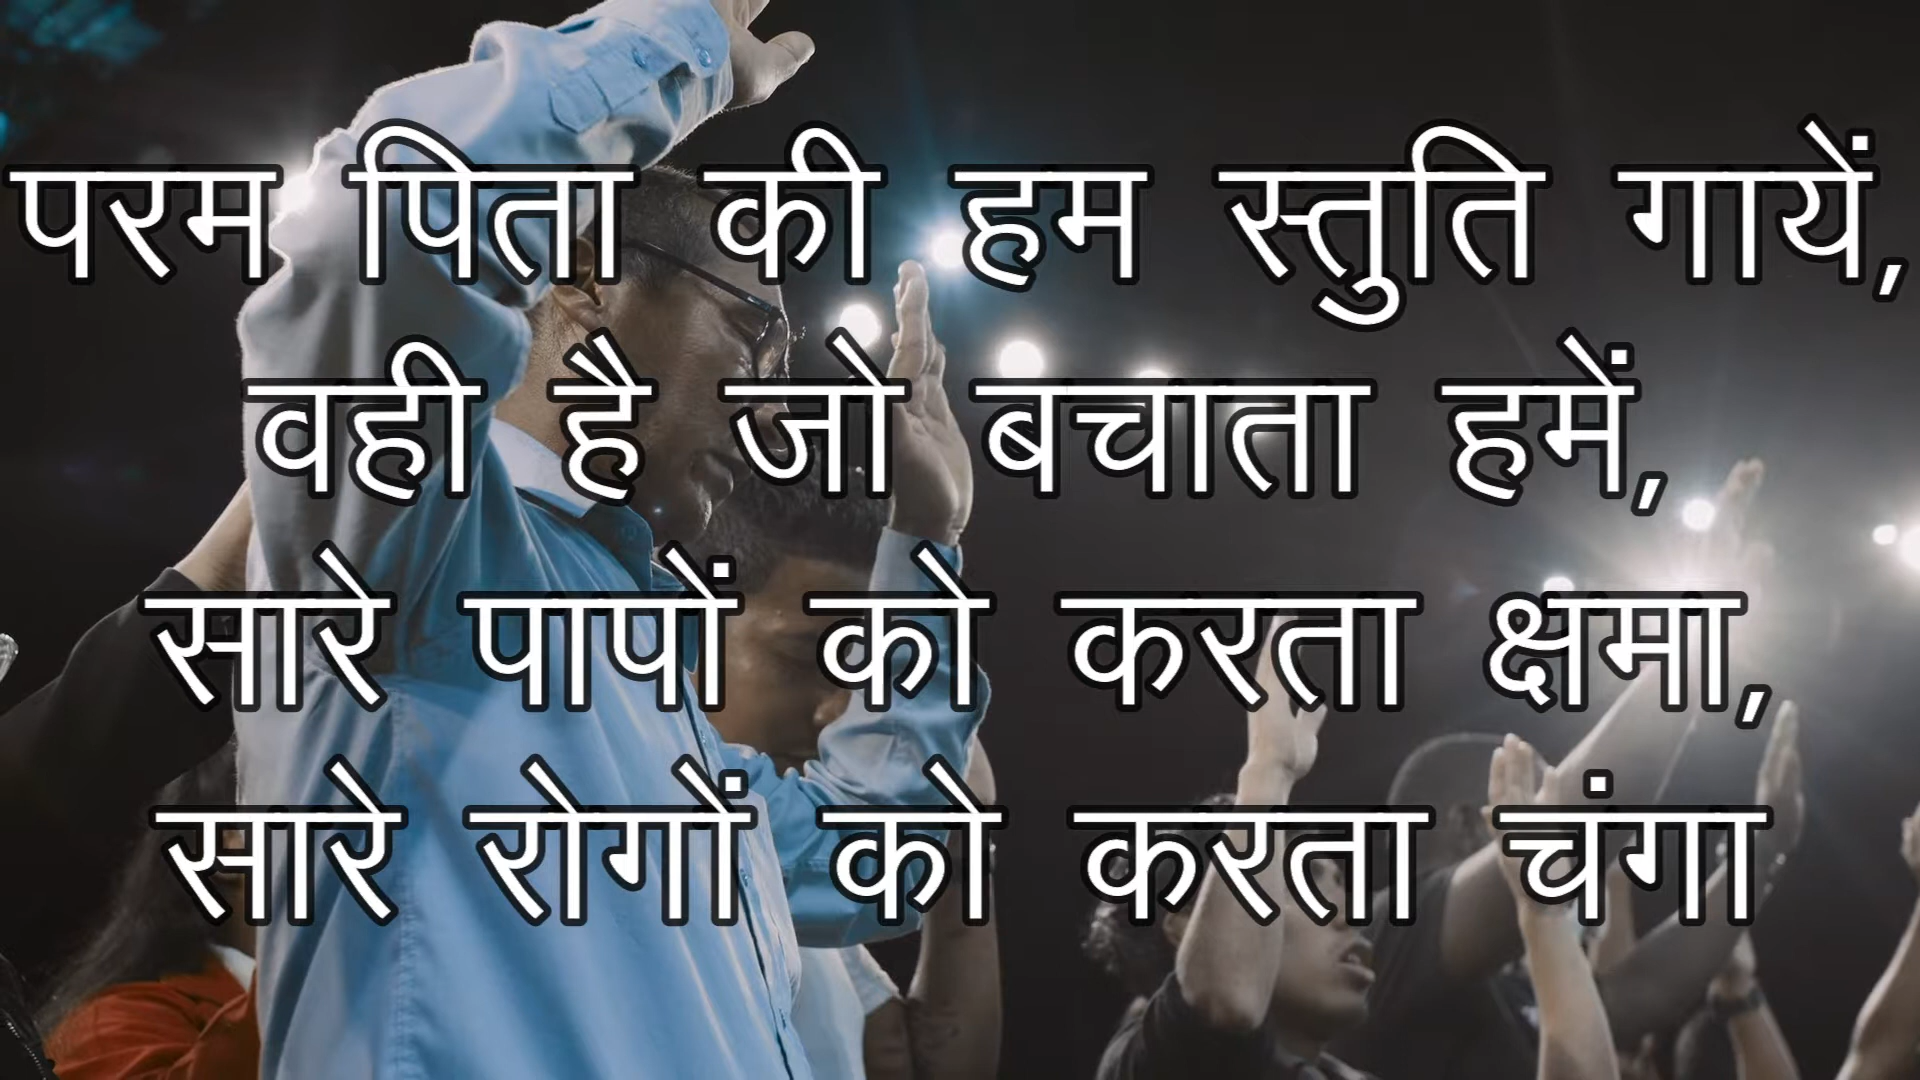 परम पिता की हम स्तुति गायें,
वही है जो बचाता हमें,
सारे पापों को करता क्षमा,
सारे रोगों को करता चंगा